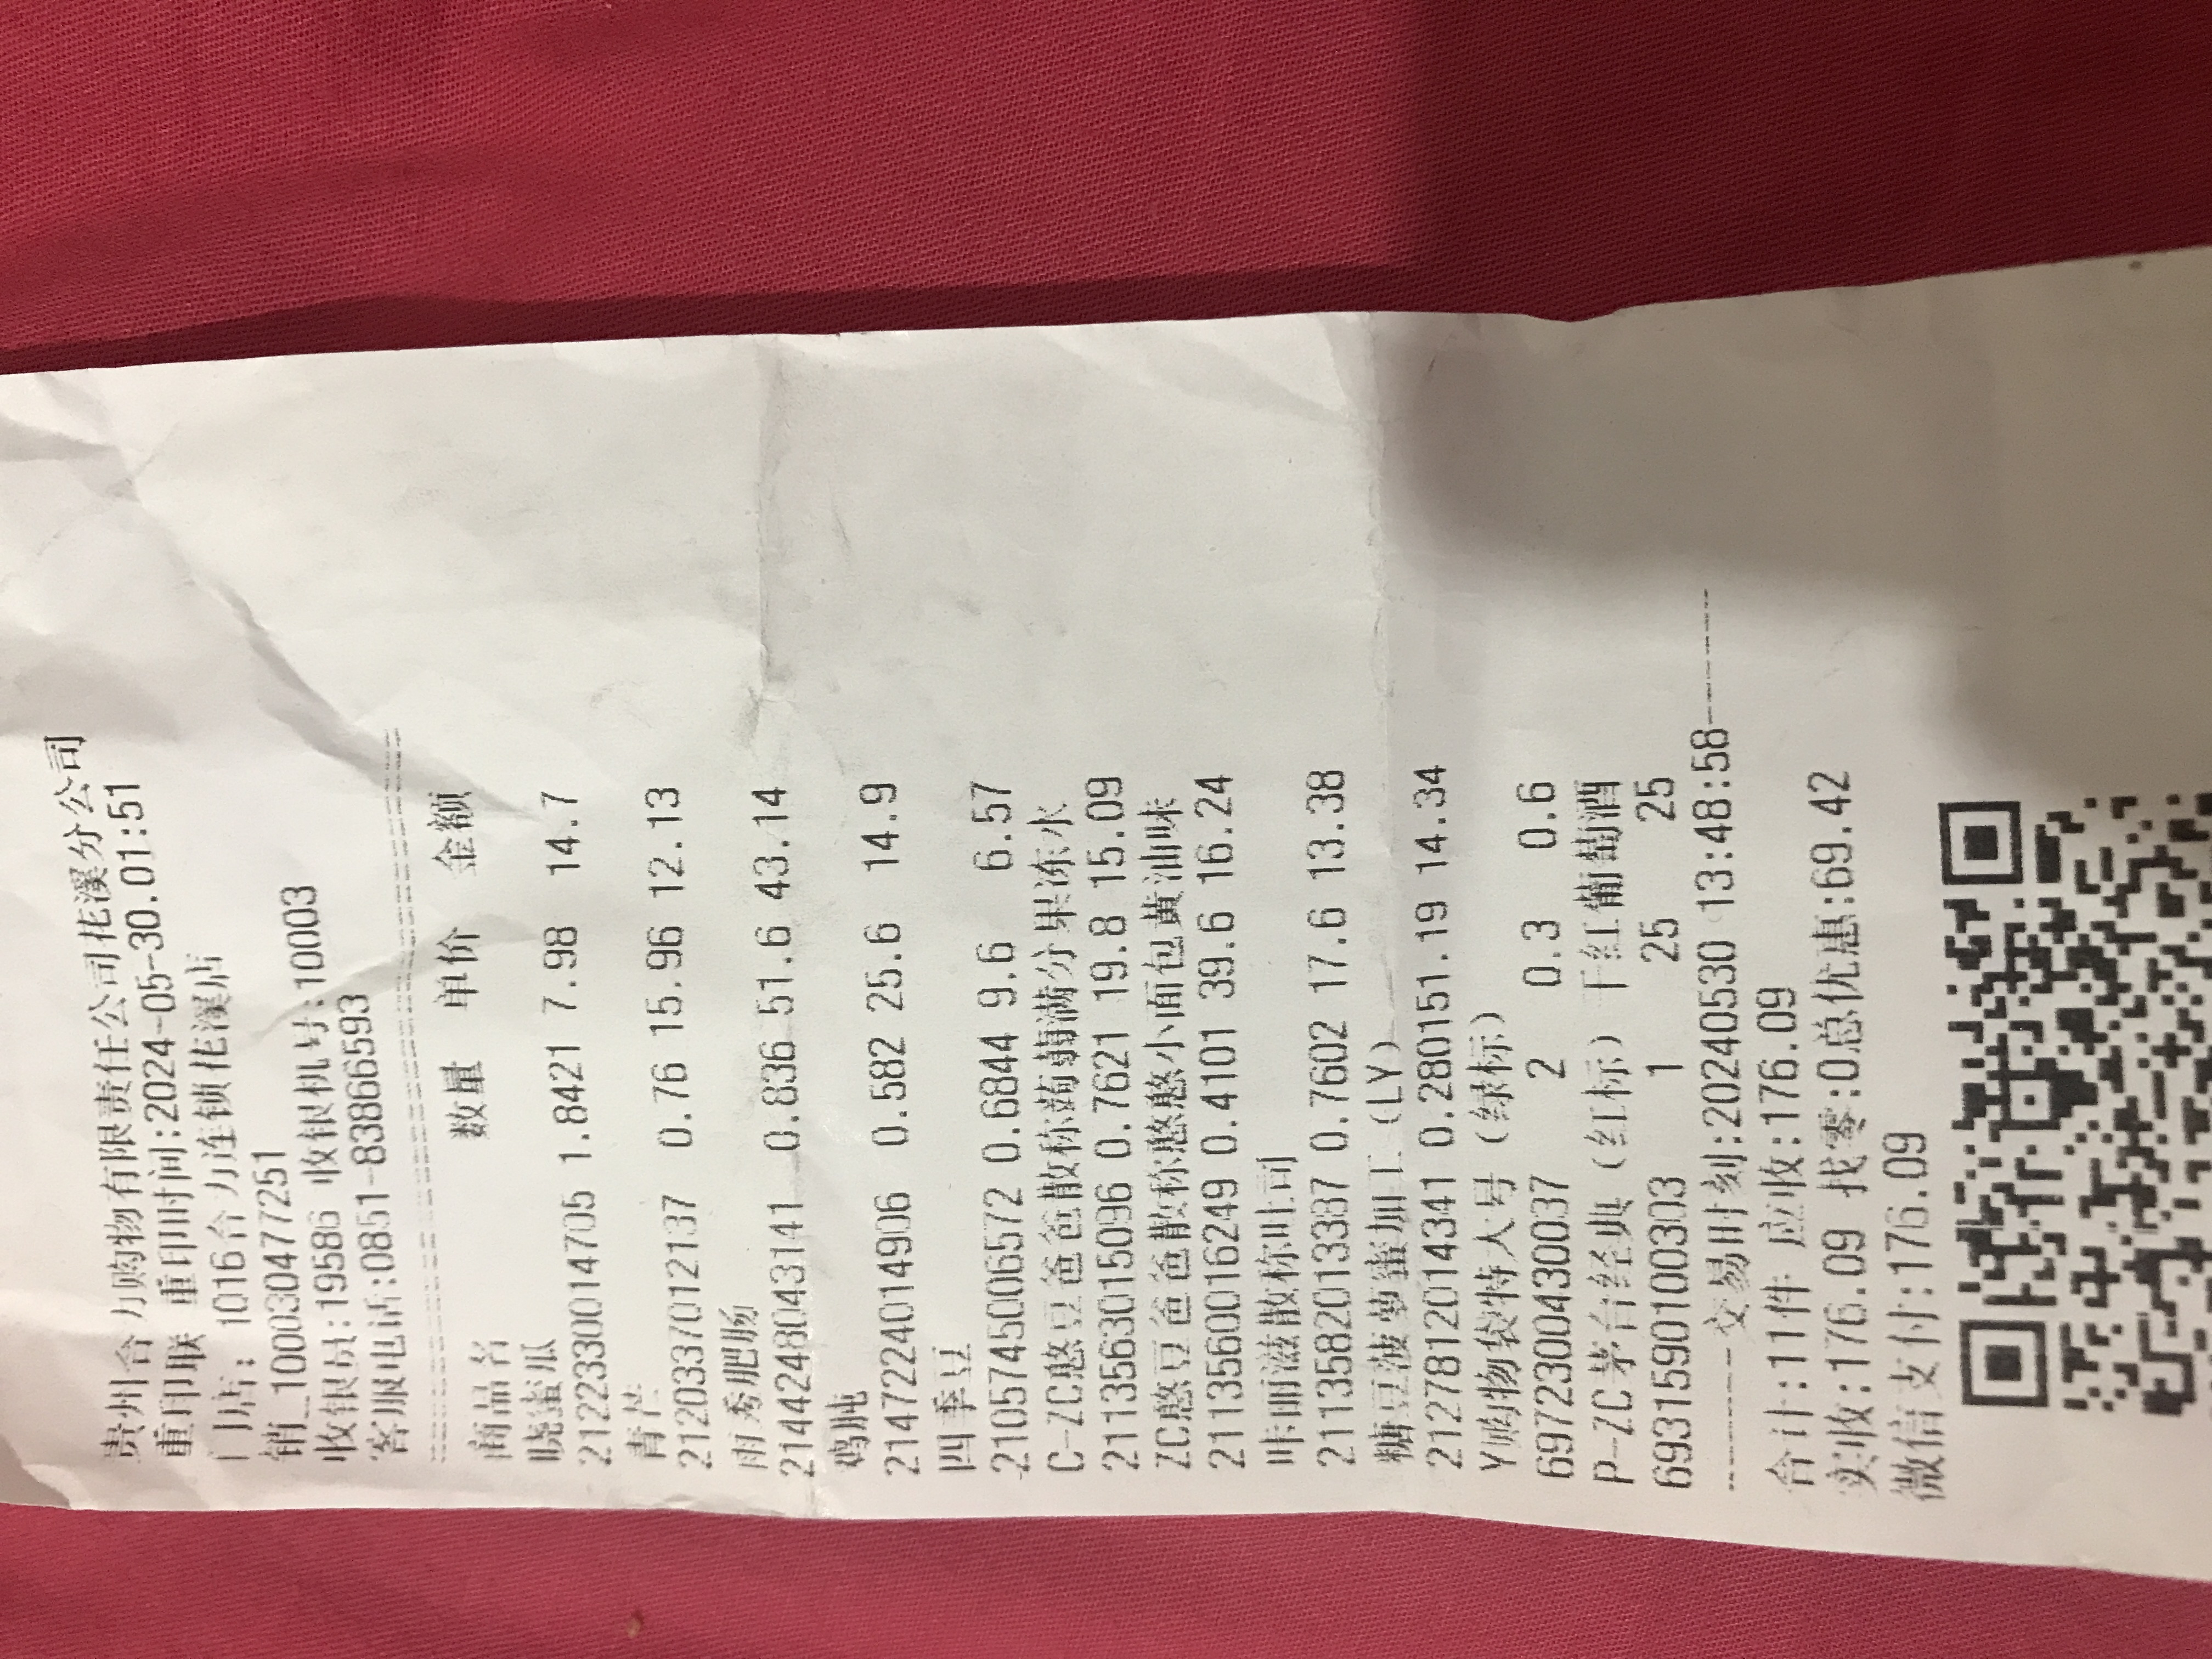 贵州合力购物有限责任公司花溪分公司
重印联 重印时间:2024-05-30.01:51
门店: 1016合力连锁花溪店
销_100030477251
收银员:19586 收银机号:10003
客服电话:0851-83866593
商品名 数量 单价 金额
晓蜜瓜
2122330014705 1.8421 7.98 14.7
青芒
2120337012137 0.76 15.96 12.13
雨秀肥肠
2144248043141 0.836 51.6 43.14
鸡肫
2147224014906 0.582 25.6 14.9
四季豆
2105745006572 0.6844 9.6 6.57
C-ZC憨豆爸爸散称蒟蒻满分果冻水
2113563015096 0.7621 19.8 15.09
ZC憨豆爸爸散称憨憨小面包黄油味
2113560016249 0.4101 39.6 16.24
咔丽滋散称吐司
2113582013387 0.7602 17.6 13.38
糖豆菠萝蜜加工(LY)
2127812014341 0.280151.19 14.34
Y购物袋特大号(绿标)
6972300430037 2 0.3 0.6
P-ZC茅台经典(红标)干红葡萄酒
6931590100303 1 25 25
--------交易时刻:20240530 13:48:58--------
合计:11件 应收:176.09
实收:176.09 找零:0总优惠:69.42
微信支付:176.09